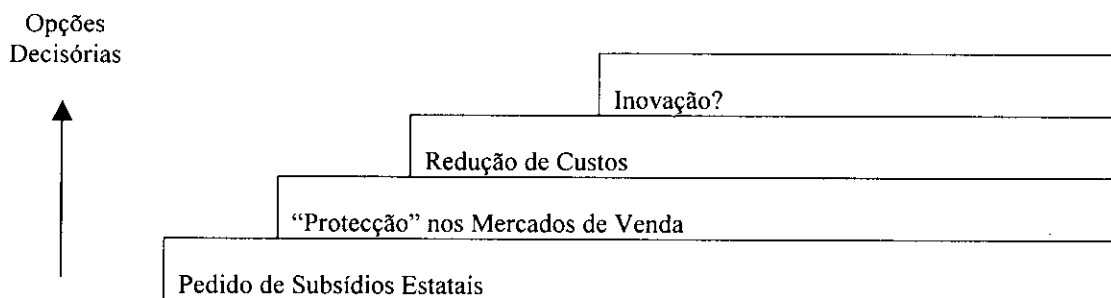 Opções
Decisórias
Inovação?
Redução de Custos
“Protecção” nos Mercados de Venda
Pedido de Subsídios Estatais